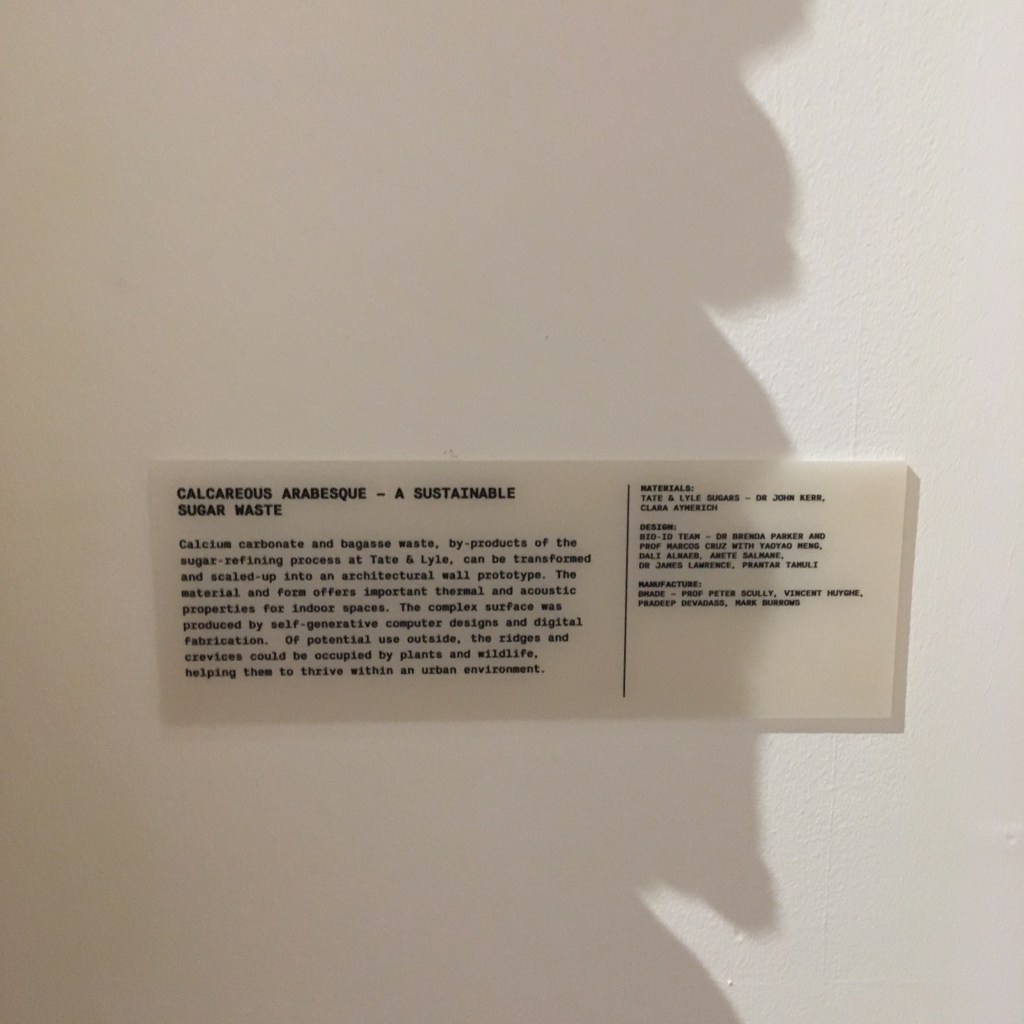 CALCAREOUS ARABESQUE – A SUSTAINABLE
SUGAR WASTE
Calcium carbonate and bagasse waste, by-products of the
sugar-refining process at Tate & Lyle, can be transformed
and scaled-up into an architectural wall prototype. The
material and form offers important thermal and acoustic
properties for indoor spaces. The complex surface was
produced by self-generative computer designs and digital
fabrication. Of potential use outside, the ridges and
crevices could be occupied by plants and wildlife,
helping them to thrive within an urban environment.
MATERIALS:
TATE & LYLE SUGARS – DR JOHN KERR,
CLARA AYMERICH
DESIGN:
BIO-ID TEAM – DR BRENDA PARKER AND
PROF MARCOS CRUZ WITH YAOYAO MENG,
DALI ALNAEB, ANETE SALMANE,
DR JAMES LAWRENCE, PRANTAR TAMULI
MANUFACTURE:
BMADE – PROF PETER SCULLY, VINCENT HUYGHE,
PRADEEP DEVADASS, MARK BURROWS